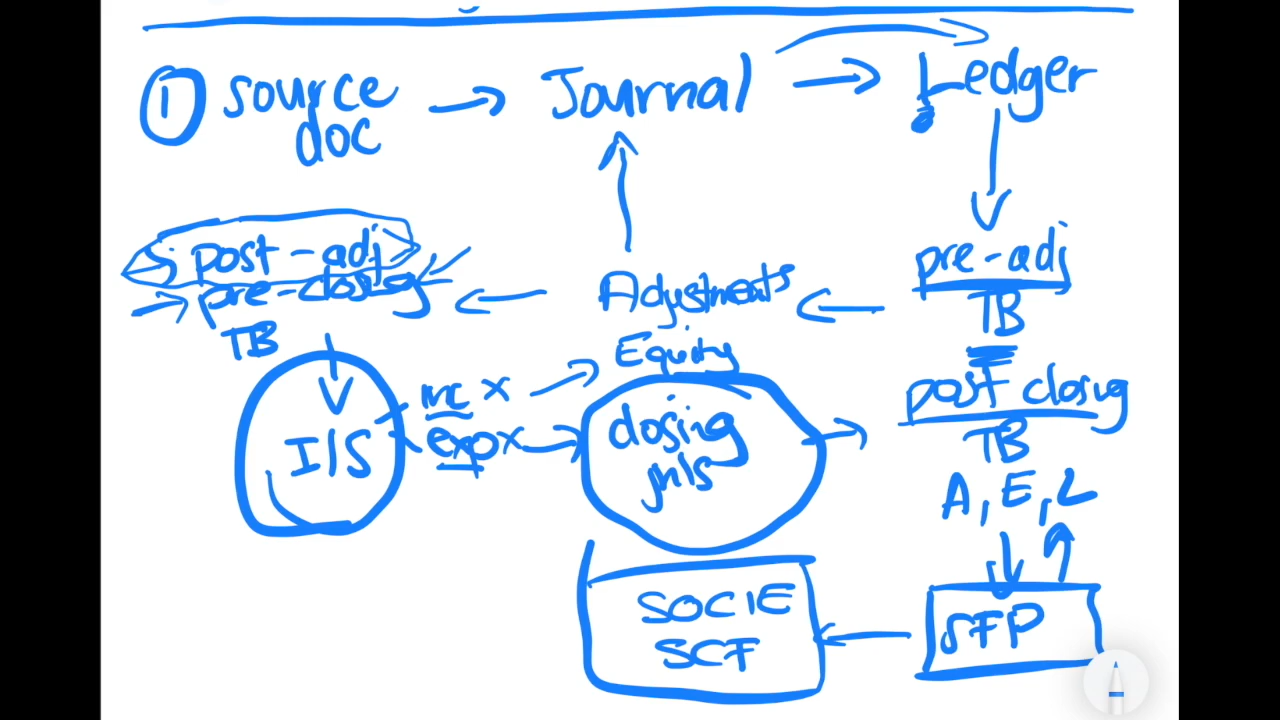 1 source → Journal → Ledger
doc
post - adj
pre-closing
TB
Adjustments
pre-adj
TB
I/S
inc x
exp x
Equity
closing
jnls
post closing
TB
A, E, L
SFP
SOCIE
SCF